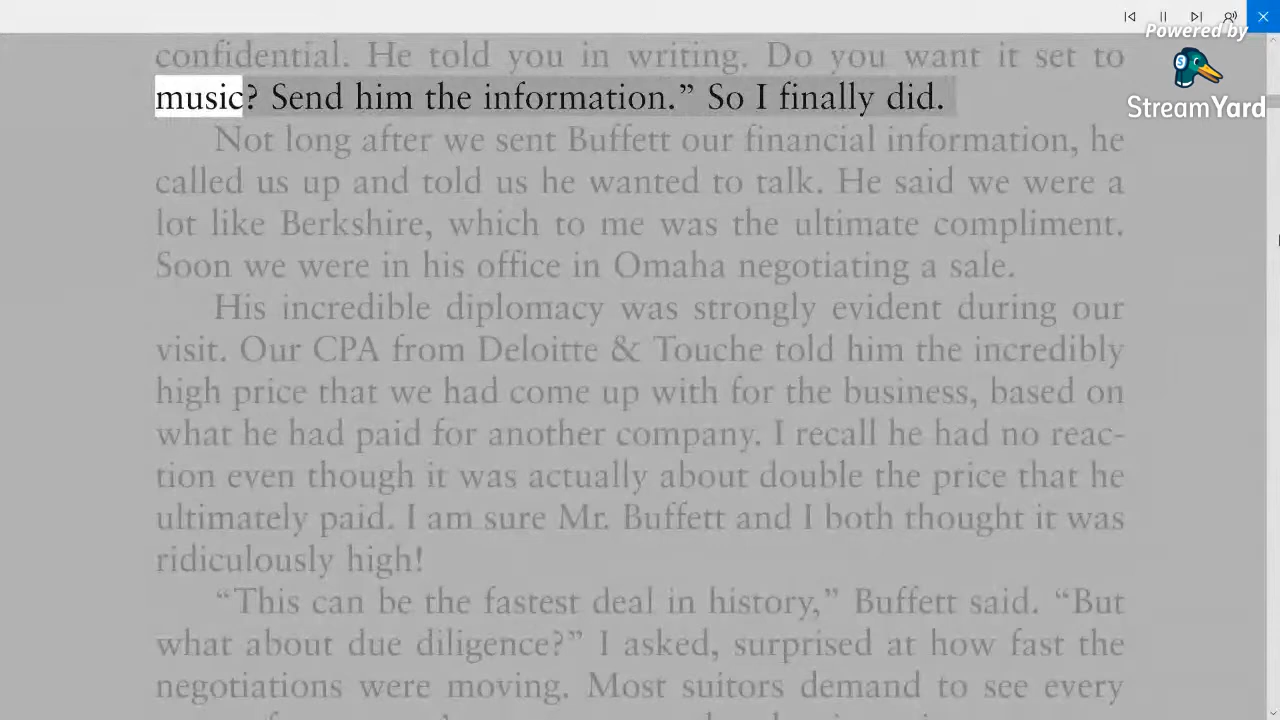 Powered by
StreamYard
confidential. He told you in writing. Do you want it set to
music? Send him the information.” So I finally did.
Not long after we sent Buffett our financial information, he
called us up and told us he wanted to talk. He said we were a
lot like Berkshire, which to me was the ultimate compliment.
Soon we were in his office in Omaha negotiating a sale.
His incredible diplomacy was strongly evident during our
visit. Our CPA from Deloitte & Touche told him the incredibly
high price that we had come up with for the business, based on
what he had paid for another company. I recall he had no reac-
tion even though it was actually about double the price that he
ultimately paid. I am sure Mr. Buffett and I both thought it was
ridiculously high!
“This can be the fastest deal in history,” Buffett said. “But
what about due diligence?” I asked, surprised at how fast the
negotiations were moving. Most suitors demand to see every